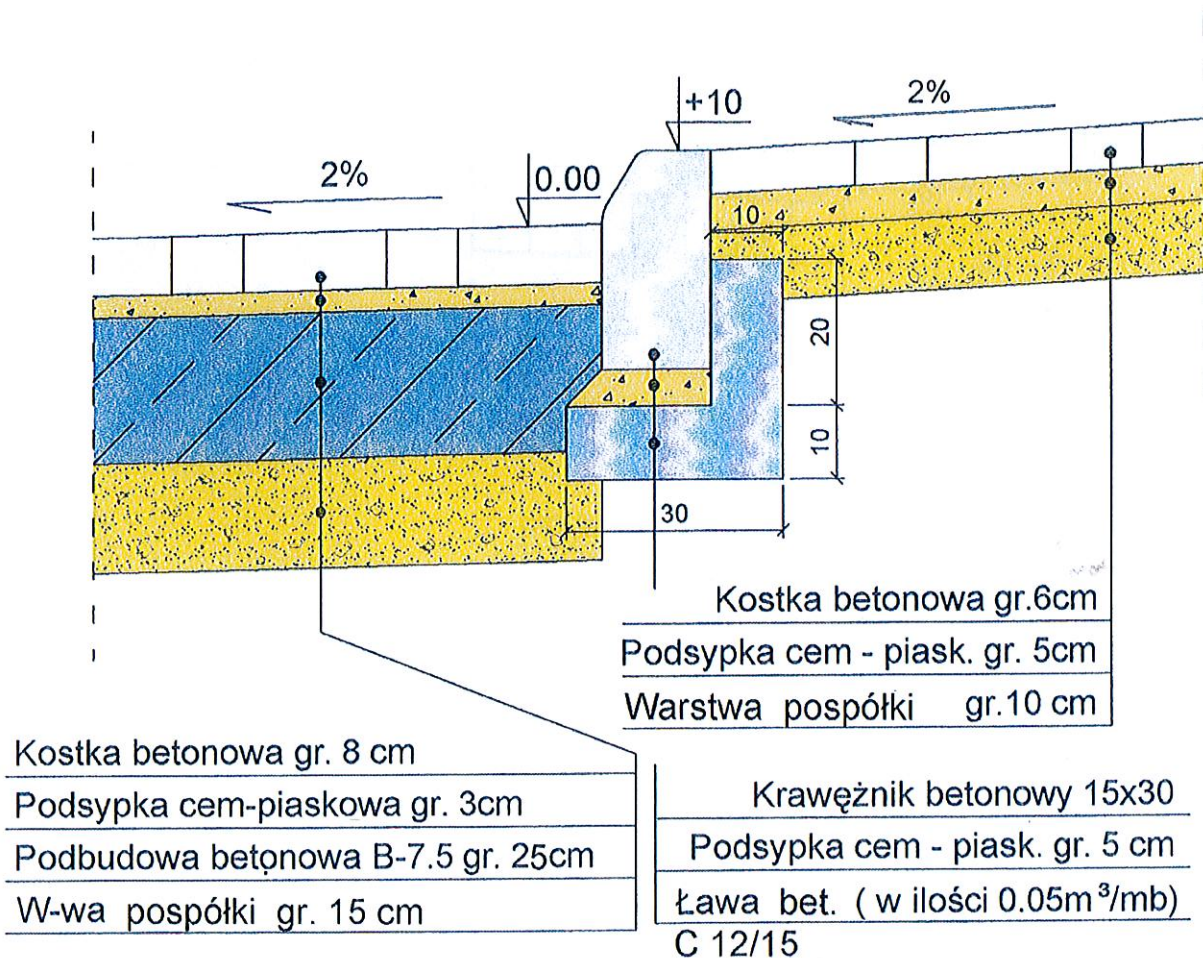 +10
2%
2%
0.00
10
20
10
30
Kostka betonowa gr.6cm
Podsypka cem - piask. gr. 5cm
Warstwa pospółki gr.10 cm
Kostka betonowa gr. 8 cm
Podsypka cem-piaskowa gr. 3cm
Podbudowa betonowa B-7.5 gr. 25cm
W-wa pospółki gr. 15 cm
Krawężnik betonowy 15x30
Podsypka cem - piask. gr. 5 cm
Ława bet. ( w ilości 0.05m³/mb)
C 12/15